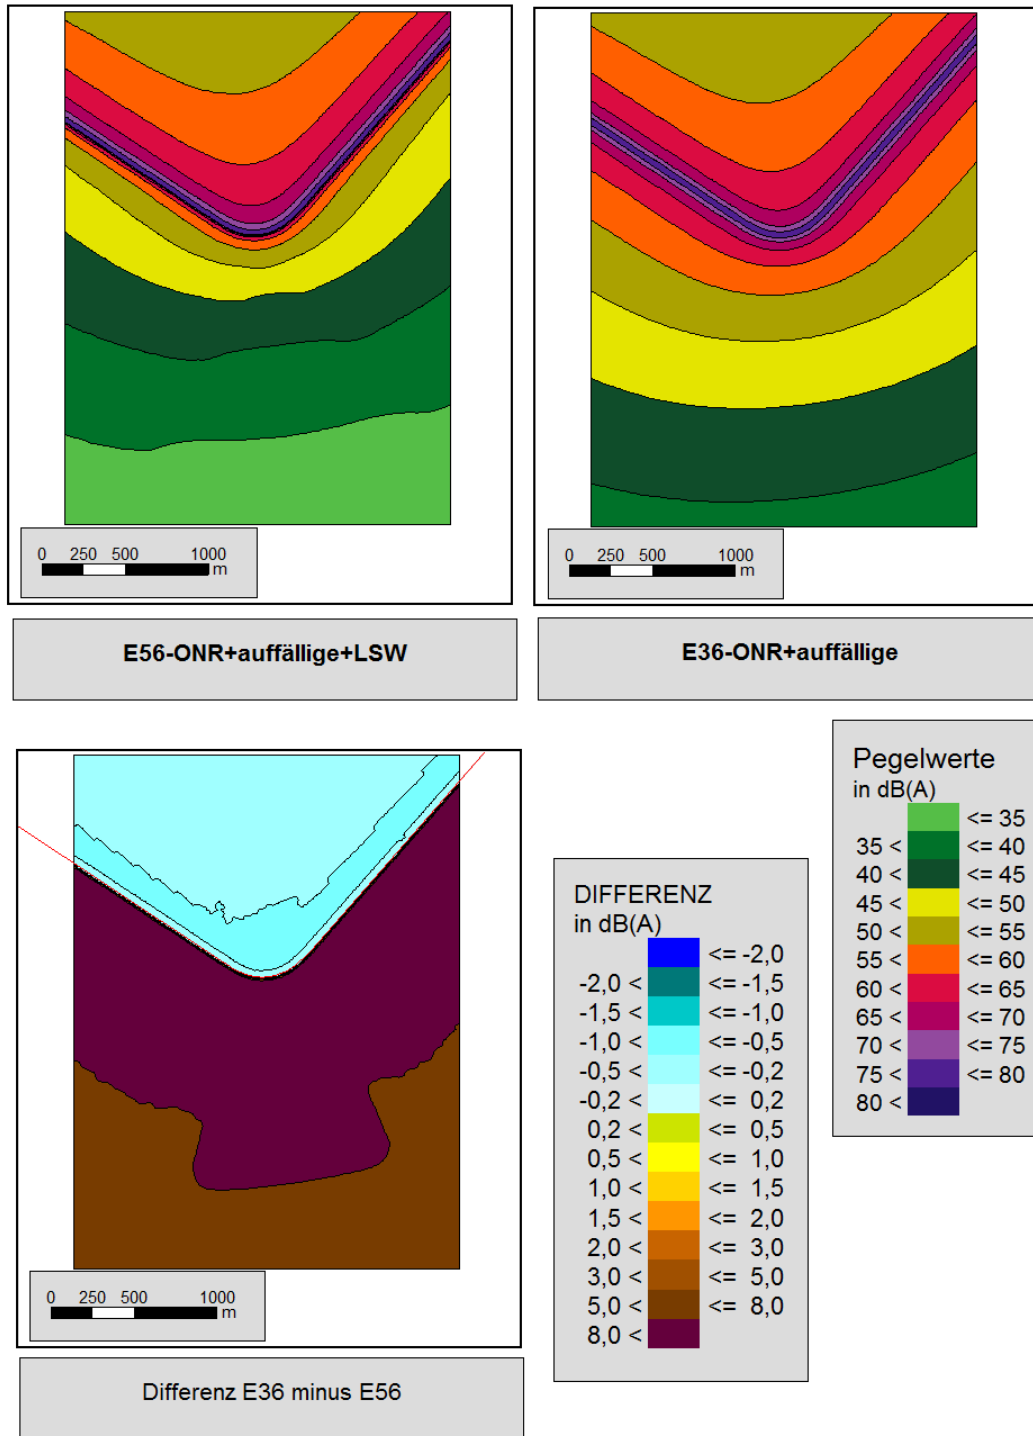 0 250 500 1000
m
0 250 500 1000
m
E56-ONR+auffällige+LSW
E36-ONR+auffällige
Pegelwerte
in dB(A)
<= 35
35 < <= 40
40 < <= 45
45 < <= 50
50 < <= 55
55 < <= 60
60 < <= 65
65 < <= 70
70 < <= 75
75 < <= 80
80 <
DIFFERENZ
in dB(A)
<= -2,0
-2,0 < <= -1,5
-1,5 < <= -1,0
-1,0 < <= -0,5
-0,5 < <= -0,2
-0,2 < <= 0,2
0,2 < <= 0,5
0,5 < <= 1,0
1,0 < <= 1,5
1,5 < <= 2,0
2,0 < <= 3,0
3,0 < <= 5,0
5,0 < <= 8,0
8,0 <
0 250 500 1000
m
Differenz E36 minus E56